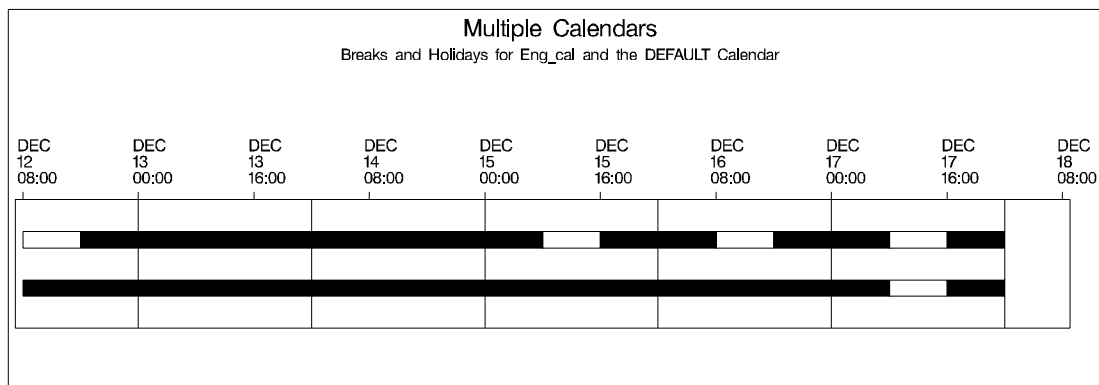 Multiple Calendars
Breaks and Holidays for Eng_cal and the DEFAULT Calendar
DEC DEC DEC DEC DEC DEC DEC DEC DEC DEC
12 13 13 14 15 15 16 17 17 18
08:00 00:00 16:00 08:00 00:00 16:00 08:00 00:00 16:00 08:00